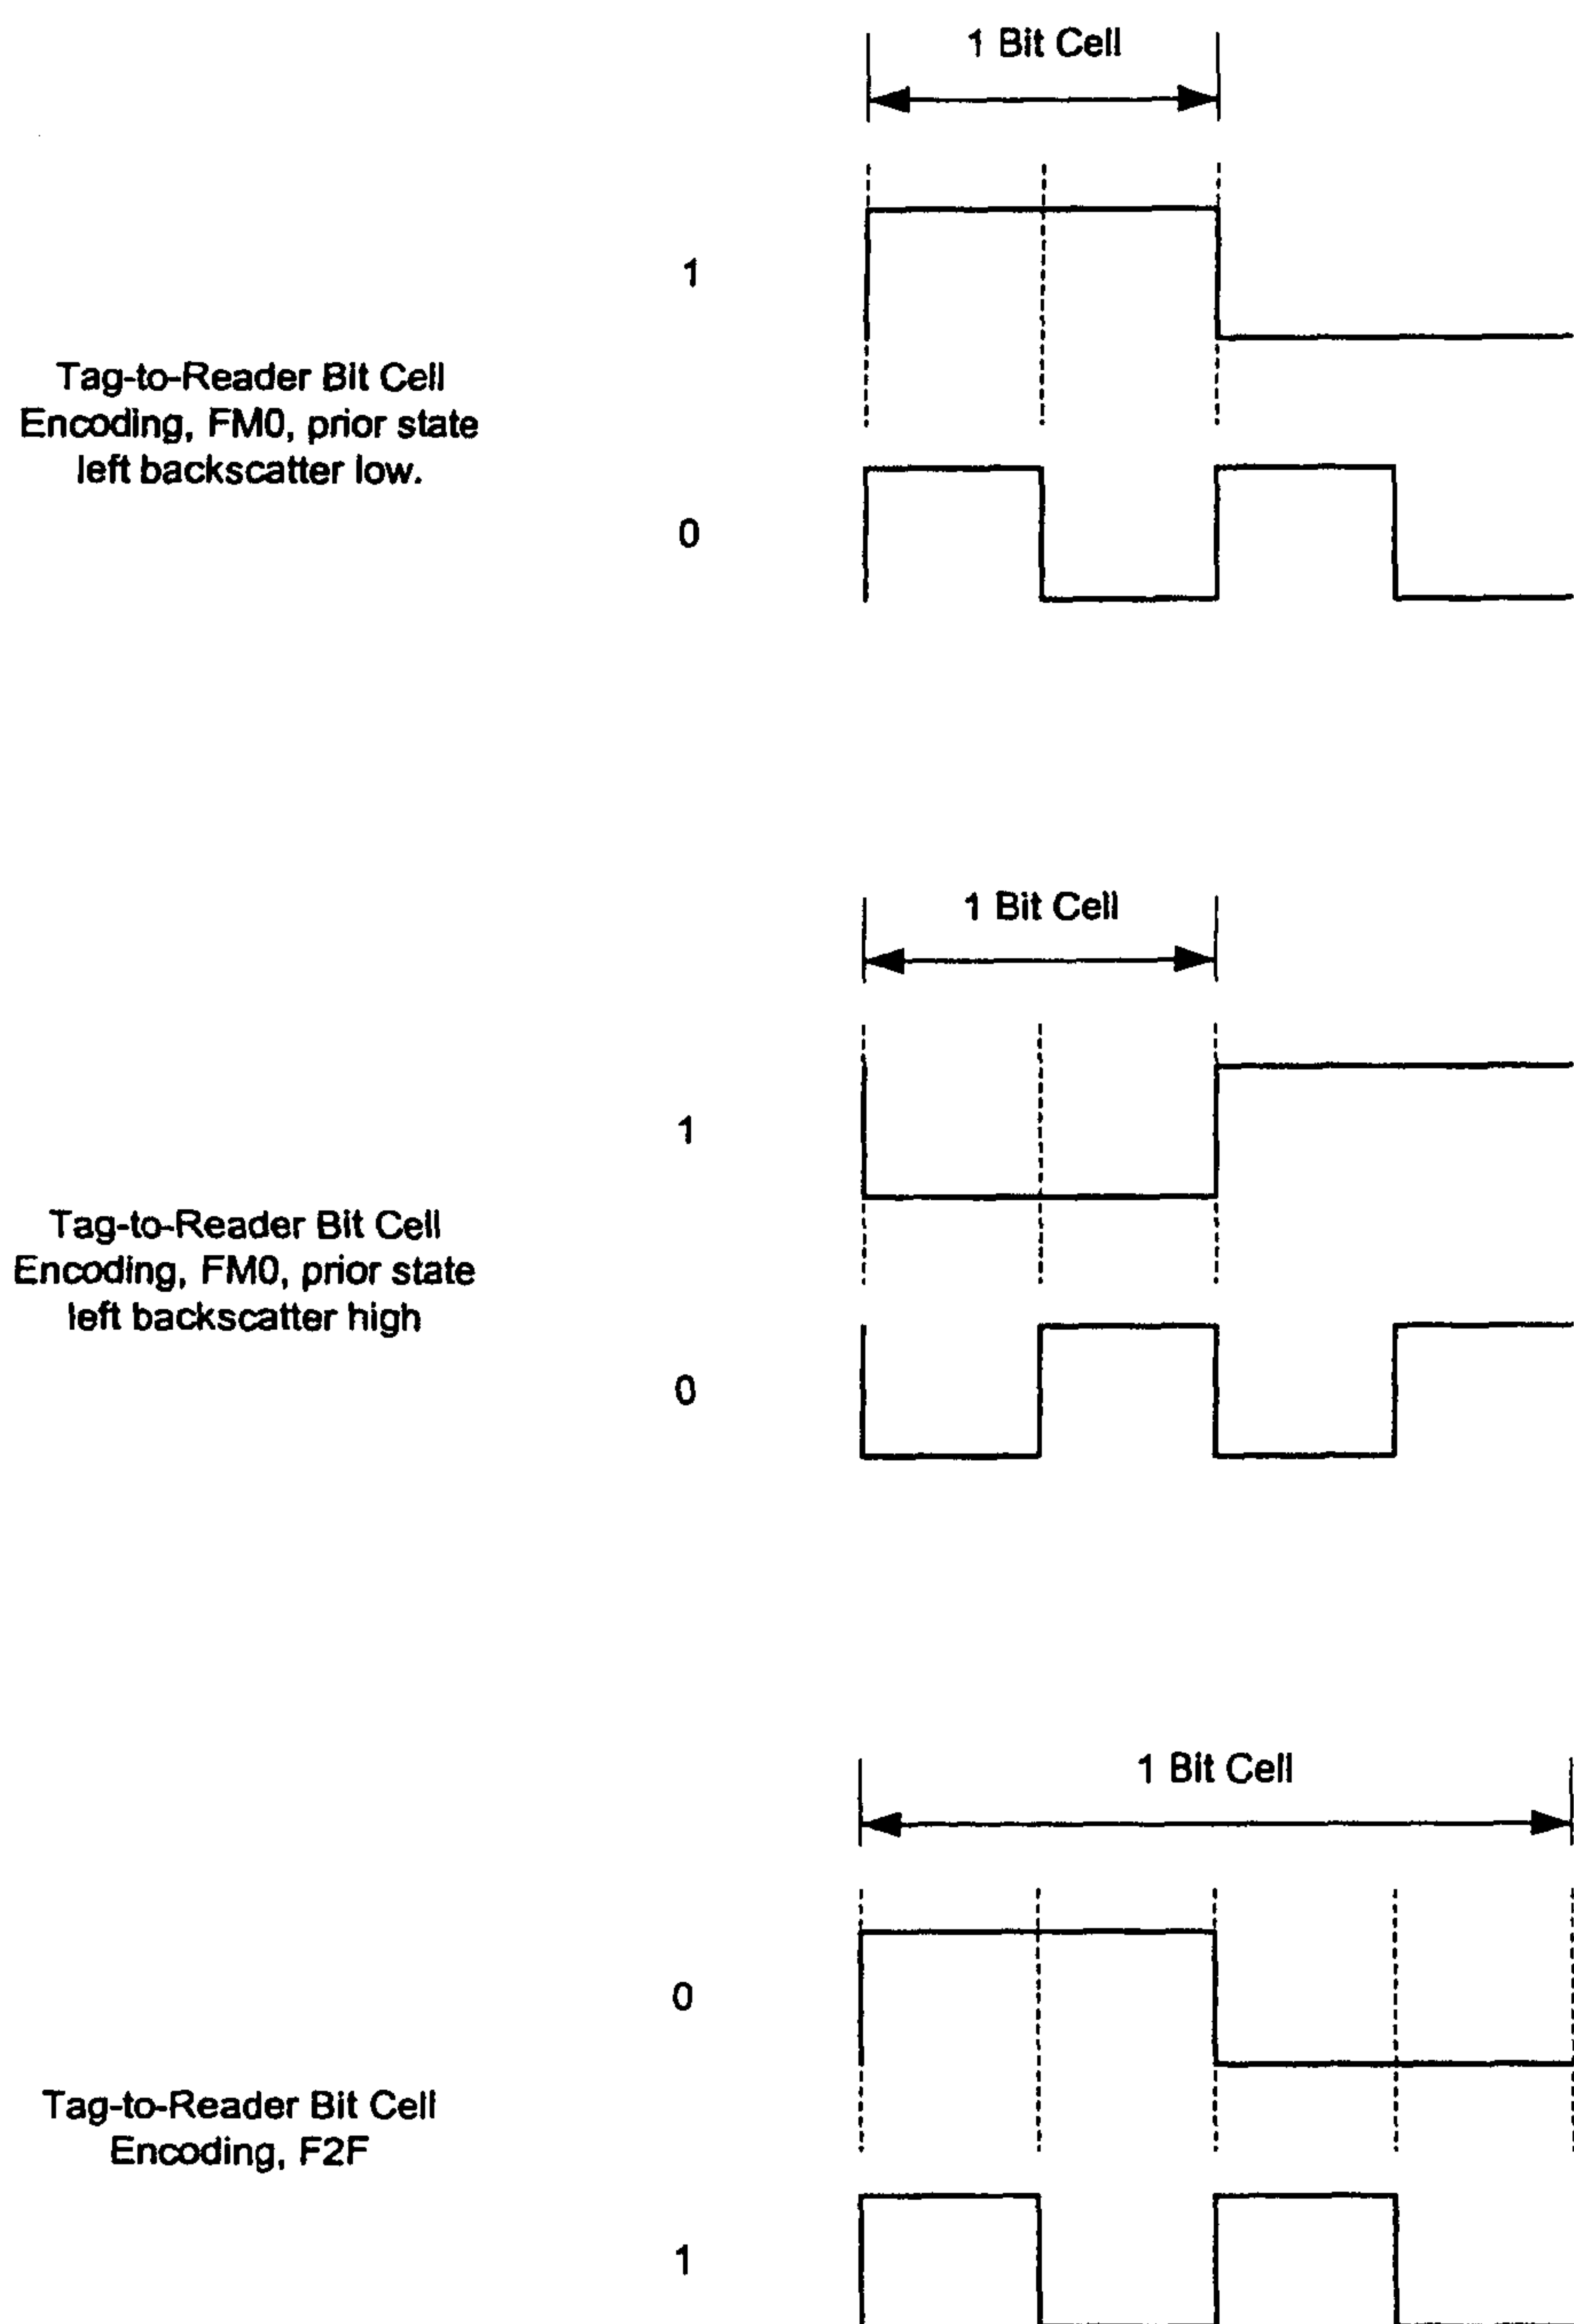 1 Bit Cell
1
Tag-to-Reader Bit Cell
Encoding, FM0, prior state
left backscatter low.
0
1 Bit Cell
1
Tag-to-Reader Bit Cell
Encoding, FM0, prior state
left backscatter high
0
1 Bit Cell
0
Tag-to-Reader Bit Cell
Encoding, F2F
1